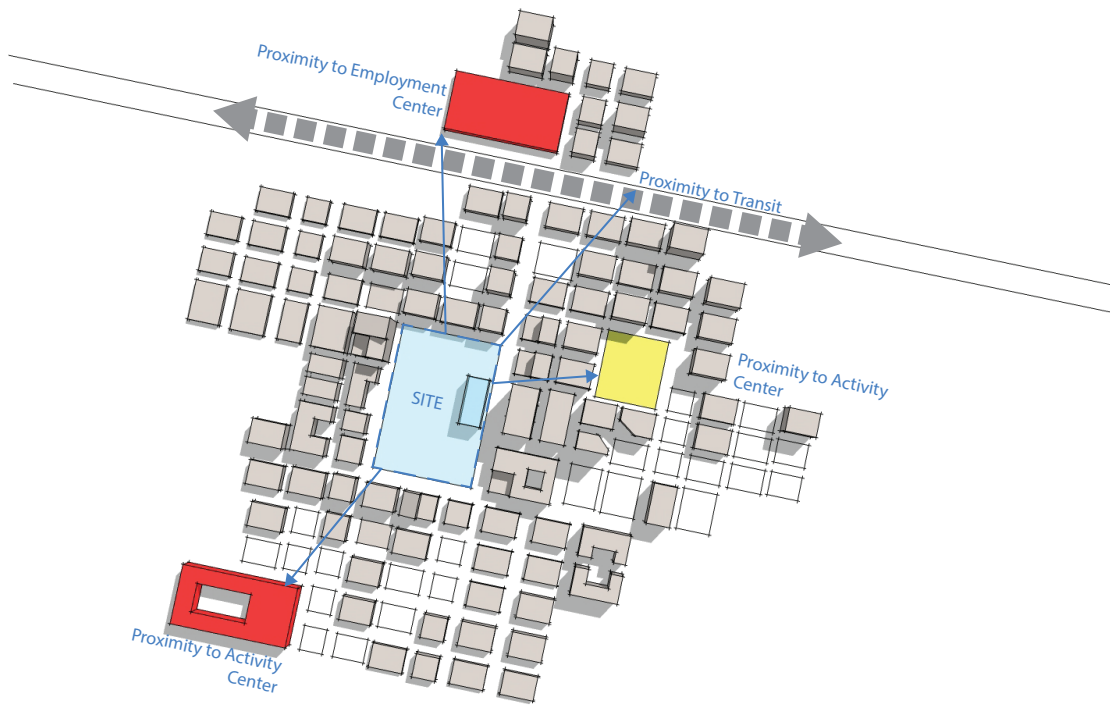 Proximity to Employment
Center
Proximity to Transit
Proximity to Activity
Center
SITE
Proximity to Activity
Center